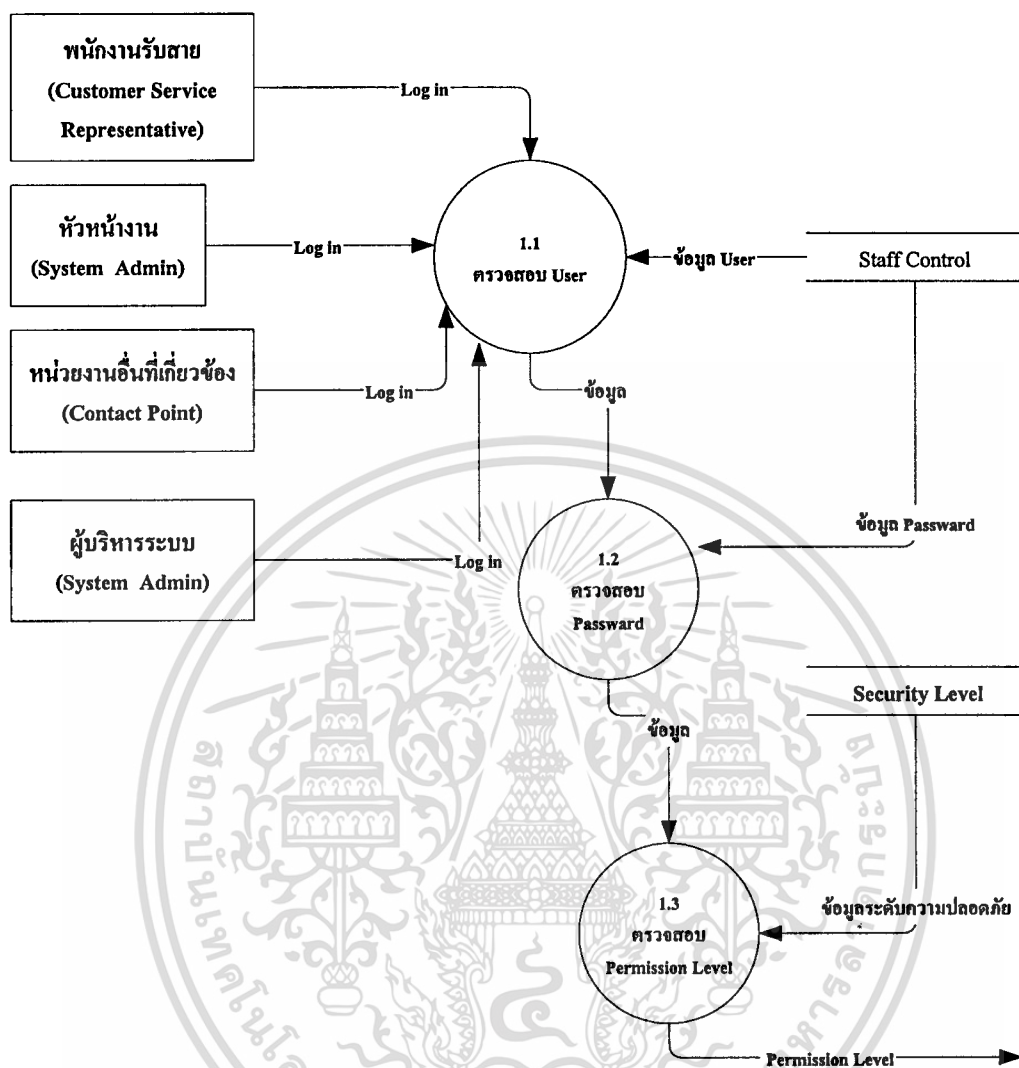 พนักงานรับสาย
(Customer Service
Representative)
Log in
หัวหน้างาน
(System Admin)
Log in
1.1
ตรวจสอบ User
ข้อมูล User
Staff Control
หน่วยงานอื่นที่เกี่ยวข้อง
(Contact Point)
Log in
ข้อมูล
ผู้บริหารระบบ
(System Admin)
Log in
ข้อมูล Passward
1.2
ตรวจสอบ
Passward
Security Level
ข้อมูล
1.3
ตรวจสอบ
Permission Level
ข้อมูลระดับความปลอดภัย
Permission Level